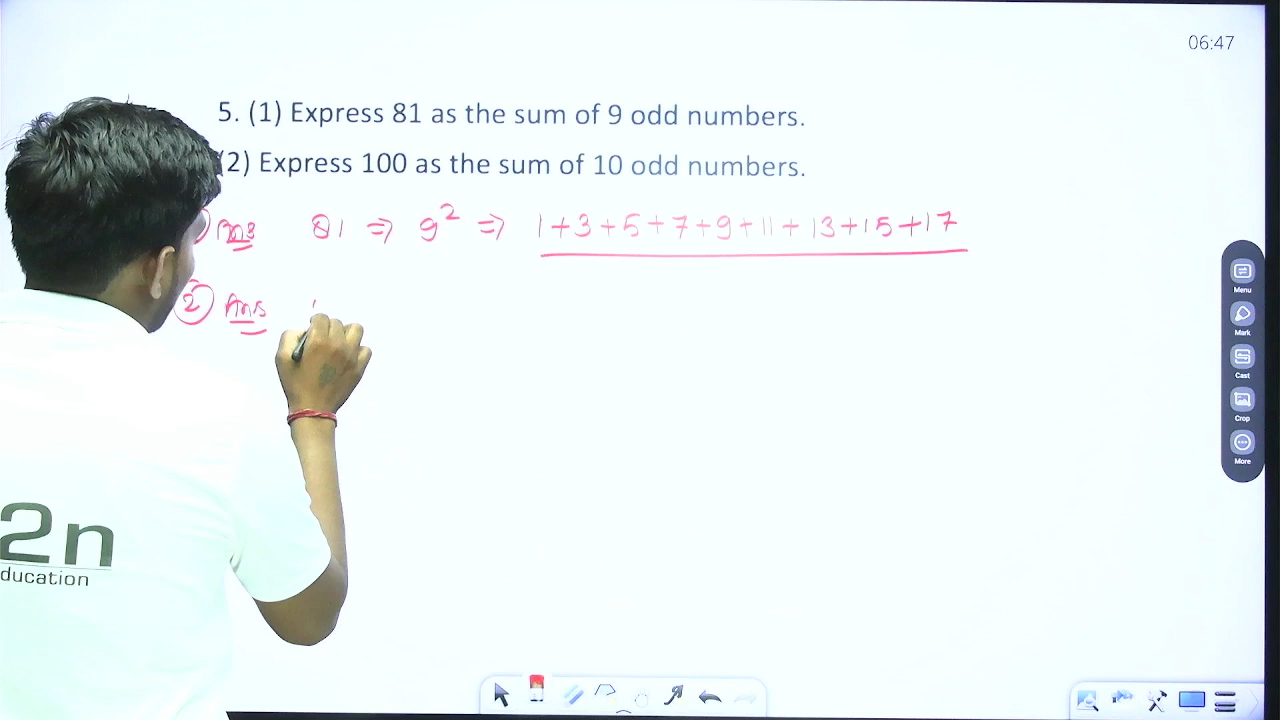 06:47
5. (1) Express 81 as the sum of 9 odd numbers.
(2) Express 100 as the sum of 10 odd numbers.
) Ans 81 ⇒ 9² ⇒ 1+3+5+7+9+11+13+15+17
② Ans
Menu
Mark
Cast
Crop
More
2n
ducation